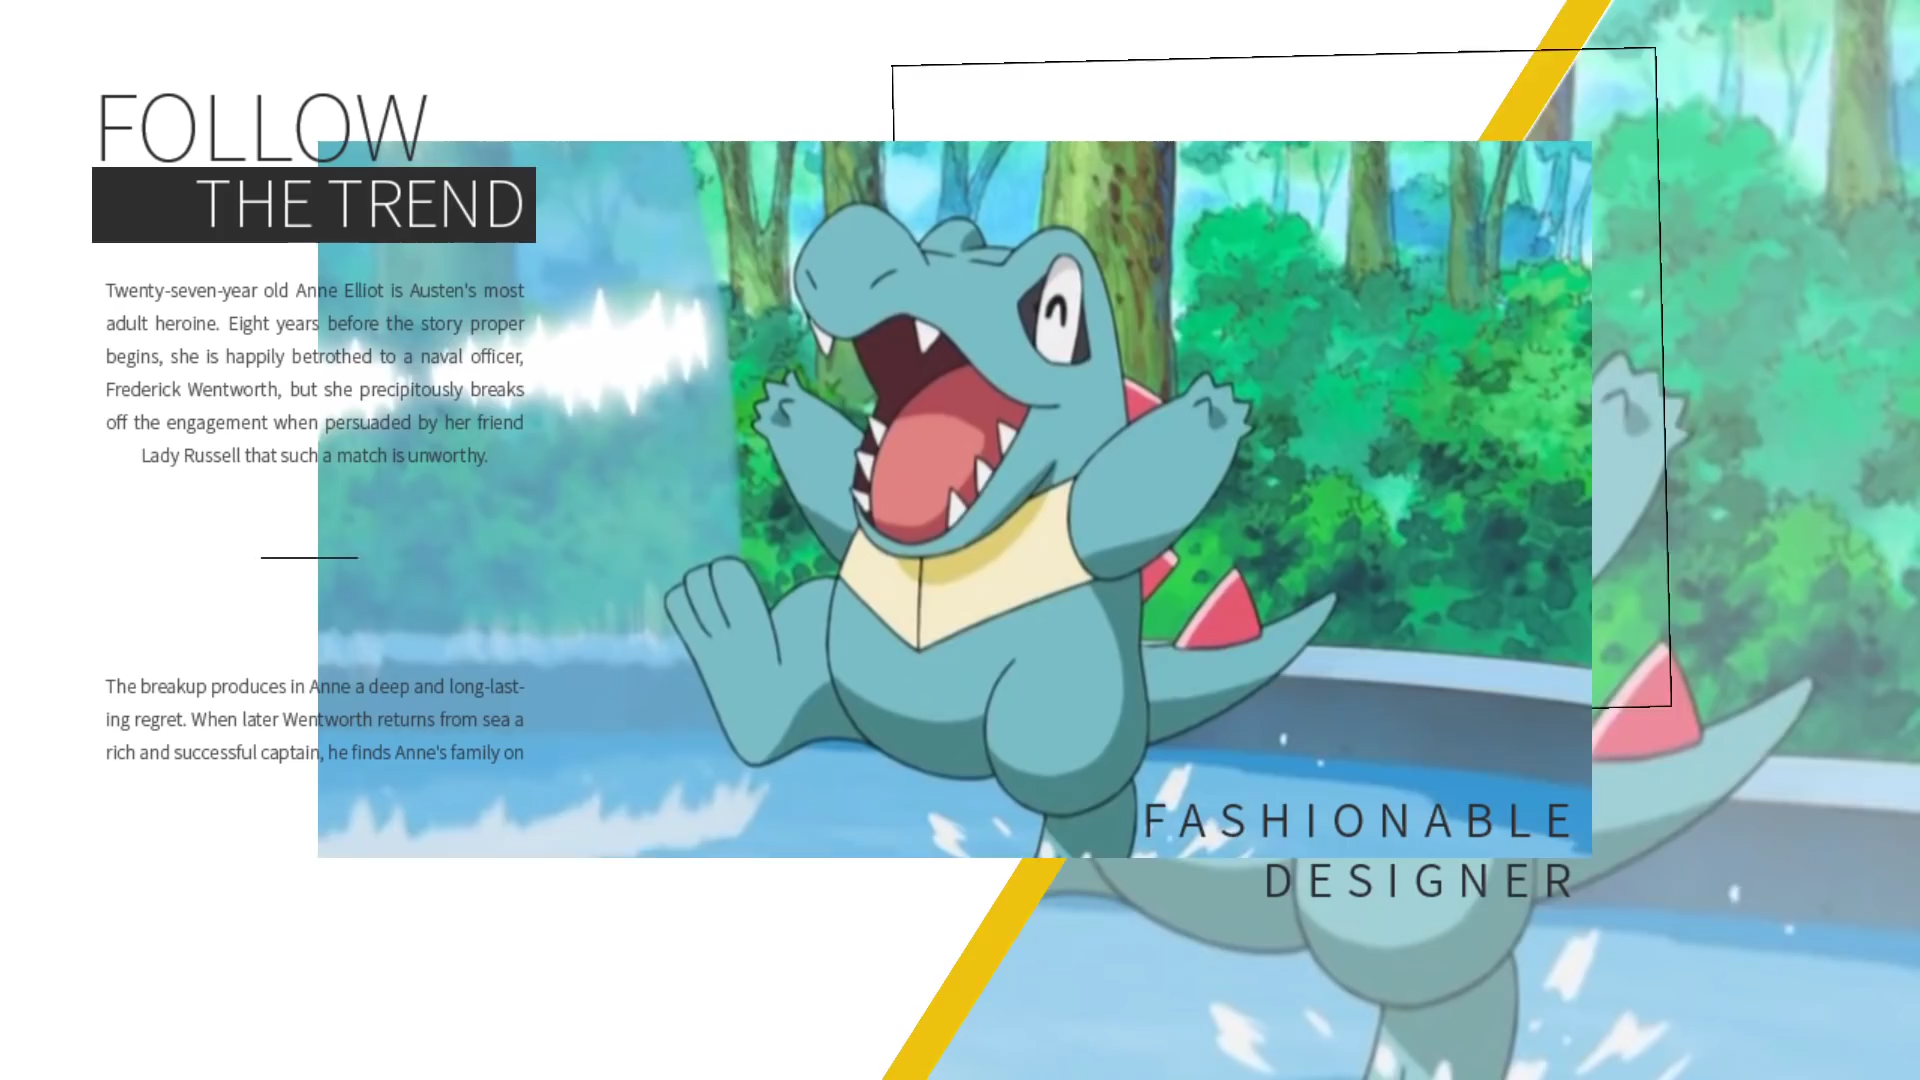 FOLLOW
THE TREND
Twenty-seven-year old Anne Elliot is Austen's most
adult heroine. Eight years before the story proper
begins, she is happily betrothed to a naval officer,
Frederick Wentworth, but she precipitously breaks
off the engagement when persuaded by her friend
Lady Russell that such a match is unworthy.
The breakup produces in Anne a deep and long-last-
ing regret. When later Wentworth returns from sea a
rich and successful captain, he finds Anne's family on
FASHIONABLE
DESIGNER